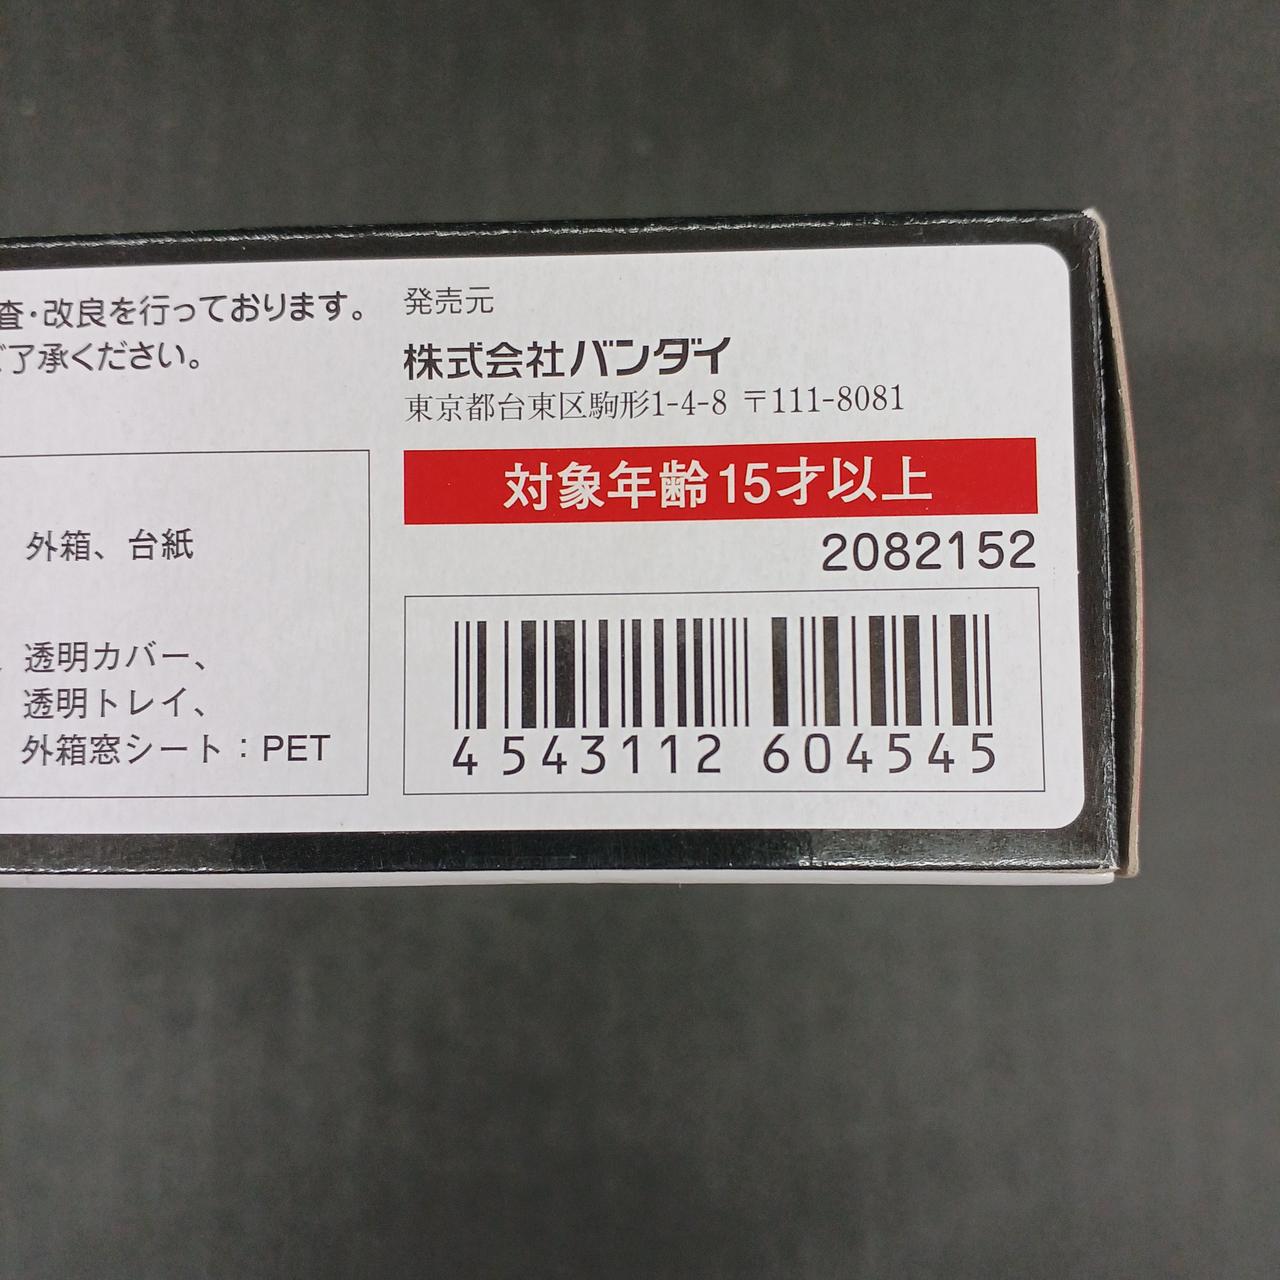 査・改良を行っております。
ご了承ください。
外箱、台紙
透明カバー、
透明トレイ、
外箱窓シート：PET
発売元
株式会社バンダイ
東京都台東区駒形1-4-8 〒111-8081
対象年齢15才以上
2082152
4 543112 604545